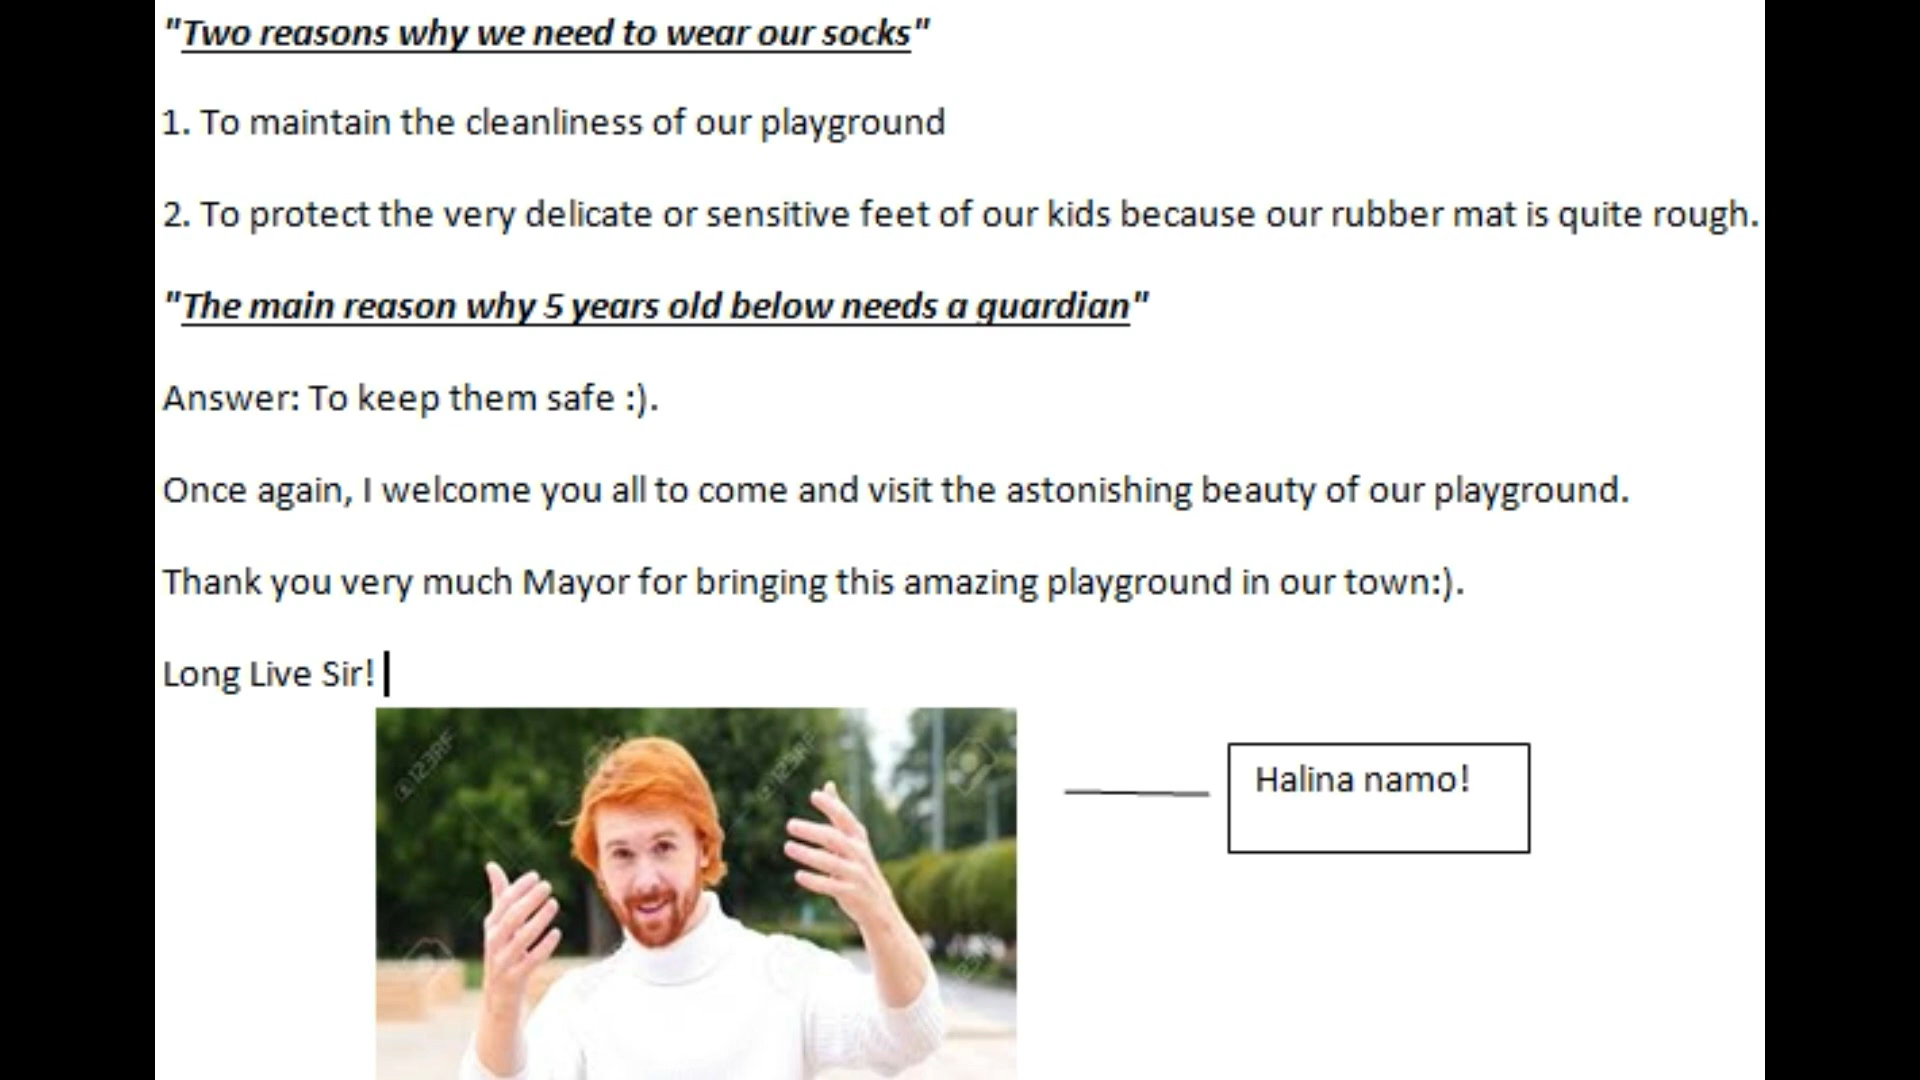 "Two reasons why we need to wear our socks"
1. To maintain the cleanliness of our playground
2. To protect the very delicate or sensitive feet of our kids because our rubber mat is quite rough.
"The main reason why 5 years old below needs a guardian"
Answer: To keep them safe :).
Once again, I welcome you all to come and visit the astonishing beauty of our playground.
Thank you very much Mayor for bringing this amazing playground in our town:).
Long Live Sir!
Halina namo!
123RF
123RF
123RF